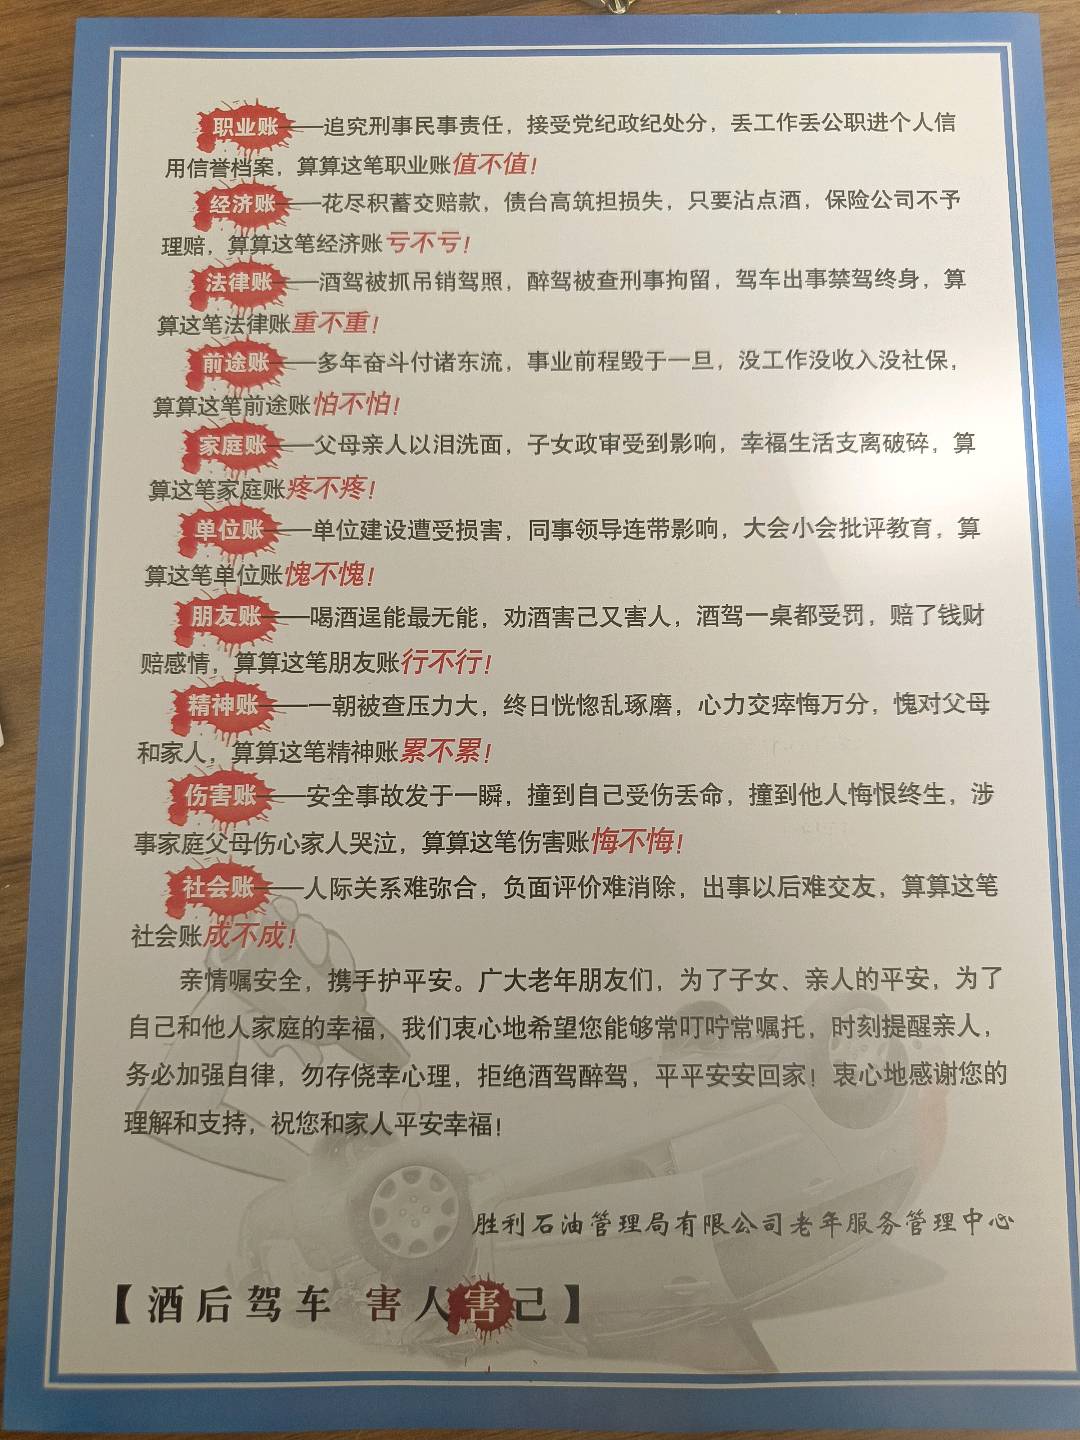 职业账——追究刑事民事责任，接受党纪政纪处分，丢工作丢公职进个人信
用信誉档案，算算这笔职业账值不值！
经济账——花尽积蓄交赔款，债台高筑担损失，只要沾点酒，保险公司不予
理赔，算算这笔经济账亏不亏！
法律账——酒驾被抓吊销驾照，醉驾被查刑事拘留，驾车出事禁驾终身，算
算这笔法律账重不重！
前途账——多年奋斗付诸东流，事业前程毁于一旦，没工作没收入没社保，
算算这笔前途账怕不怕！
家庭账——父母亲人以泪洗面，子女政审受到影响，幸福生活支离破碎，算
算这笔家庭账疼不疼！
单位账——单位建设遭受损害，同事领导连带影响，大会小会批评教育，算
算这笔单位账愧不愧！
朋友账——喝酒逞能最无能，劝酒害己又害人，酒驾一桌都受罚，赔了钱财
赔感情，算算这笔朋友账行不行！
精神账——一朝被查压力大，终日恍惚乱琢磨，心力交瘁悔万分，愧对父母
和家人，算算这笔精神账累不累！
伤害账——安全事故发于一瞬，撞到自己受伤丢命，撞到他人悔恨终生，涉
事家庭父母伤心家人哭泣，算算这笔伤害账悔不悔！
社会账——人际关系难弥合，负面评价难消除，出事以后难交友，算算这笔
社会账成不成！
亲情嘱安全，携手护平安。广大老年朋友们，为了子女、亲人的平安，为了
自己和他人家庭的幸福，我们衷心地希望您能够常叮咛常嘱托，时刻提醒亲人，
务必加强自律，勿存侥幸心理，拒绝酒驾醉驾，平平安安回家！衷心地感谢您的
理解和支持，祝您和家人平安幸福！
胜利石油管理局有限公司老年服务管理中心
【酒后驾车 害人害己】